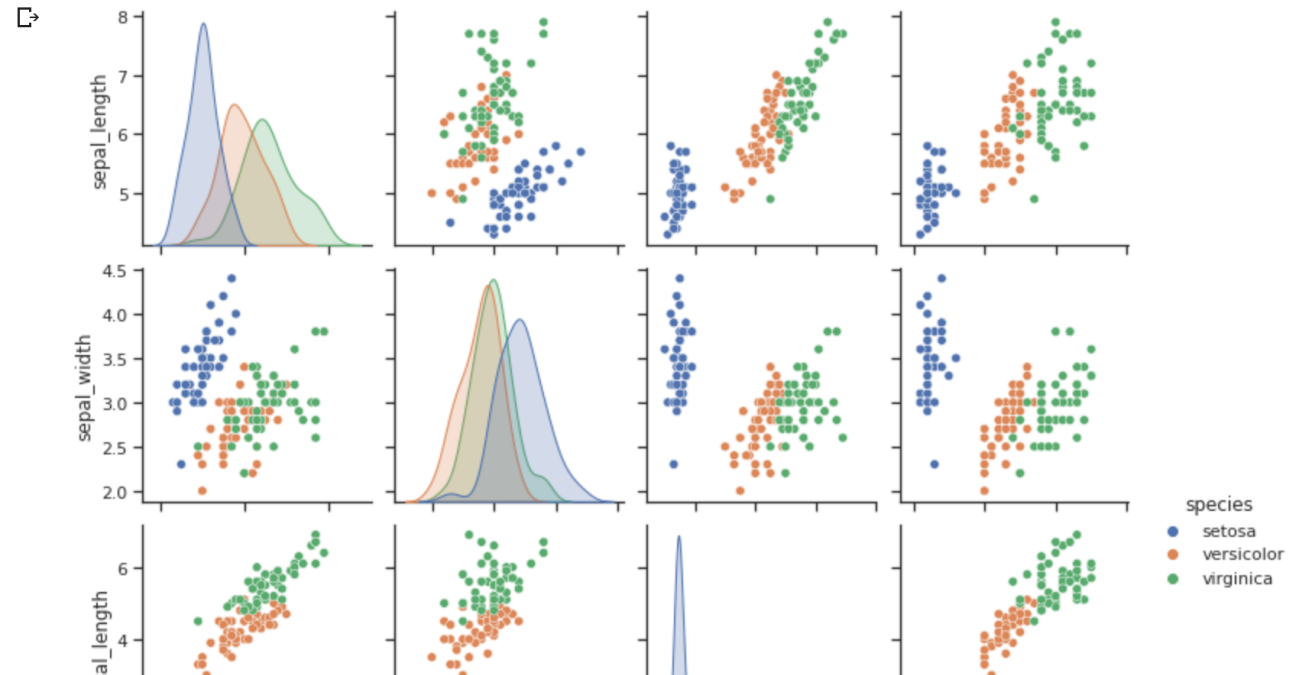 8
7
6
5
sepal_length
4.5
4.0
3.5
3.0
2.5
2.0
sepal_width
species
setosa
versicolor
virginica
6
4
al_length